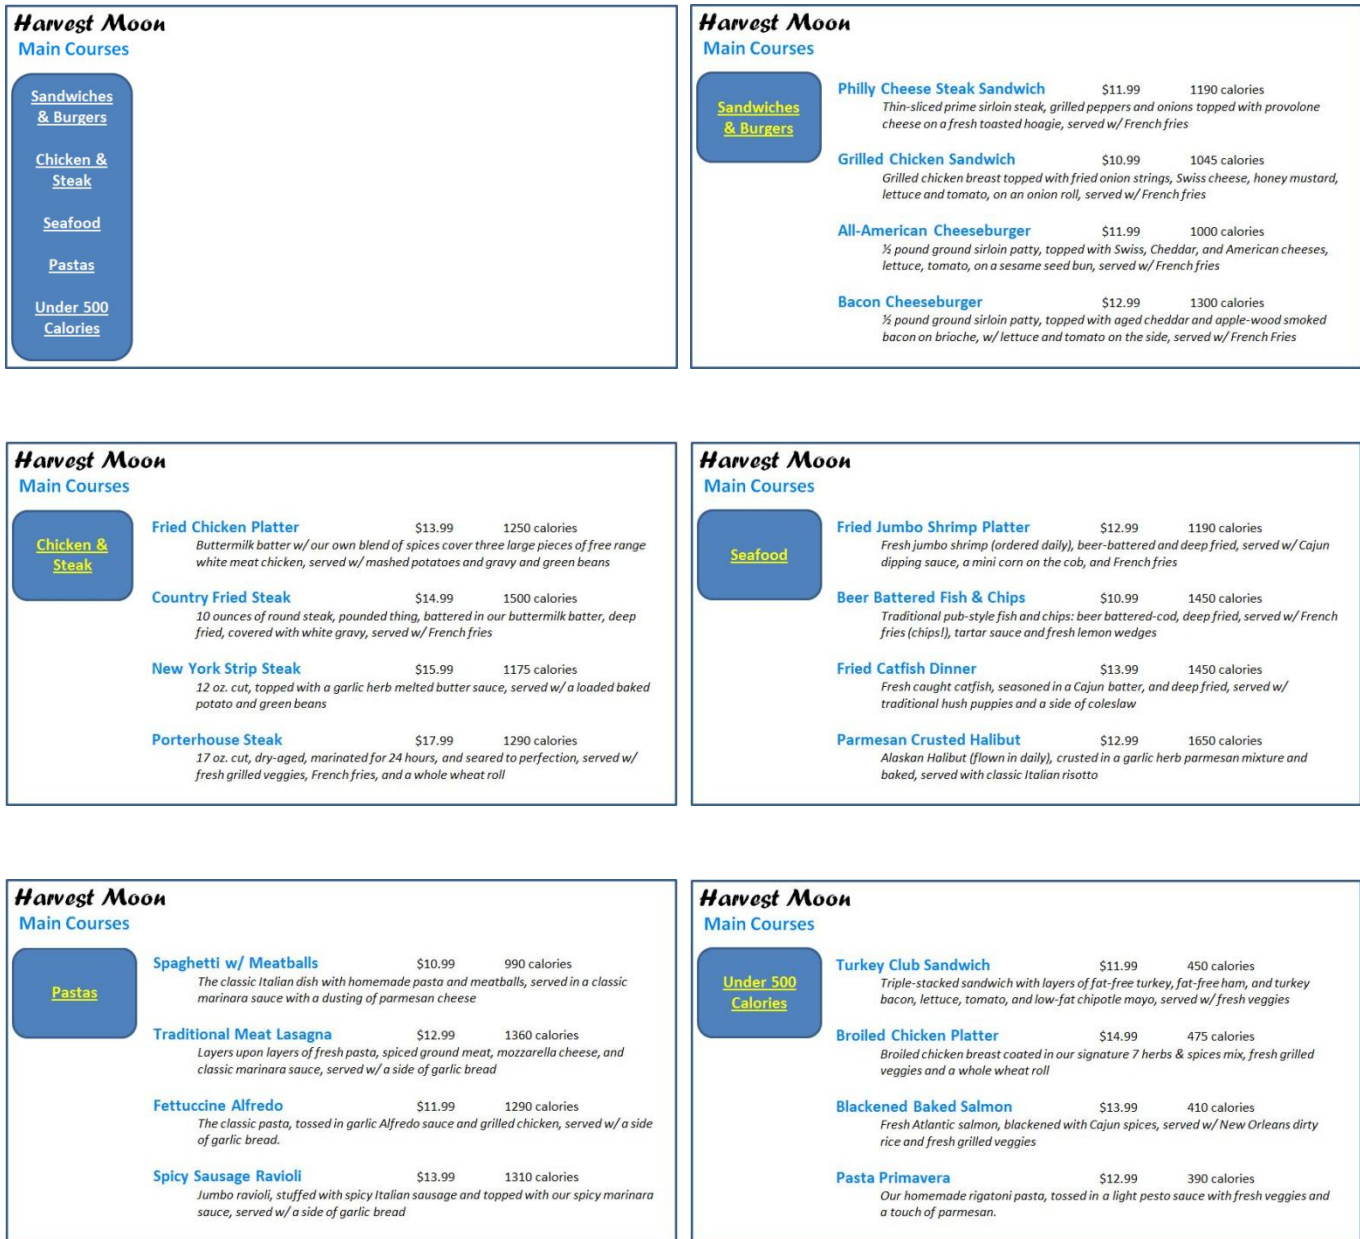 Harvest Moon
Main Courses
Sandwiches
& Burgers
Chicken &
Steak
Seafood
Pastas
Under 500
Calories
Harvest Moon
Main Courses
Sandwiches
& Burgers
Philly Cheese Steak Sandwich $11.99 1190 calories
Thin-sliced prime sirloin steak, grilled peppers and onions topped with provolone
cheese on a fresh toasted hoagie, served w/ French fries
Grilled Chicken Sandwich $10.99 1045 calories
Grilled chicken breast topped with fried onion strings, Swiss cheese, honey mustard,
lettuce and tomato, on an onion roll, served w/ French fries
All-American Cheeseburger $11.99 1000 calories
½ pound ground sirloin patty, topped with Swiss, Cheddar, and American cheeses,
lettuce, tomato, on a sesame seed bun, served w/ French fries
Bacon Cheeseburger $12.99 1300 calories
½ pound ground sirloin patty, topped with aged cheddar and apple-wood smoked
bacon on brioche, w/ lettuce and tomato on the side, served w/ French Fries
Harvest Moon
Main Courses
Chicken &
Steak
Fried Chicken Platter $13.99 1250 calories
Buttermilk batter w/ our own blend of spices cover three large pieces of free range
white meat chicken, served w/ mashed potatoes and gravy and green beans
Country Fried Steak $14.99 1500 calories
10 ounces of round steak, pounded thing, battered in our buttermilk batter, deep
fried, covered with white gravy, served w/ French fries
New York Strip Steak $15.99 1175 calories
12 oz. cut, topped with a garlic herb melted butter sauce, served w/ a loaded baked
potato and green beans
Porterhouse Steak $17.99 1290 calories
17 oz. cut, dry-aged, marinated for 24 hours, and seared to perfection, served w/
fresh grilled veggies, French fries, and a whole wheat roll
Harvest Moon
Main Courses
Seafood
Fried Jumbo Shrimp Platter $12.99 1190 calories
Fresh jumbo shrimp (ordered daily), beer-battered and deep fried, served w/ Cajun
dipping sauce, a mini corn on the cob, and French fries
Beer Battered Fish & Chips $10.99 1450 calories
Traditional pub-style fish and chips: beer battered-cod, deep fried, served w/ French
fries (chips!), tartar sauce and fresh lemon wedges
Fried Catfish Dinner $13.99 1450 calories
Fresh caught catfish, seasoned in a Cajun batter, and deep fried, served w/
traditional hush puppies and a side of coleslaw
Parmesan Crusted Halibut $12.99 1650 calories
Alaskan Halibut (flown in daily), crusted in a garlic herb parmesan mixture and
baked, served with classic Italian risotto
Harvest Moon
Main Courses
Pastas
Spaghetti w/ Meatballs $10.99 990 calories
The classic Italian dish with homemade pasta and meatballs, served in a classic
marinara sauce with a dusting of parmesan cheese
Traditional Meat Lasagna $12.99 1360 calories
Layers upon layers of fresh pasta, spiced ground meat, mozzarella cheese, and
classic marinara sauce, served w/ a side of garlic bread
Fettuccine Alfredo $11.99 1290 calories
The classic pasta, tossed in garlic Alfredo sauce and grilled chicken, served w/ a side
of garlic bread.
Spicy Sausage Ravioli $13.99 1310 calories
Jumbo ravioli, stuffed with spicy Italian sausage and topped with our spicy marinara
sauce, served w/ a side of garlic bread
Harvest Moon
Main Courses
Under 500
Calories
Turkey Club Sandwich $11.99 450 calories
Triple-stacked sandwich with layers of fat-free turkey, fat-free ham, and turkey
bacon, lettuce, tomato, and low-fat chipotle mayo, served w/ fresh veggies
Broiled Chicken Platter $14.99 475 calories
Broiled chicken breast coated in our signature 7 herbs & spices mix, fresh grilled
veggies and a whole wheat roll
Blackened Baked Salmon $13.99 410 calories
Fresh Atlantic salmon, blackened with Cajun spices, served w/ New Orleans dirty
rice and fresh grilled veggies
Pasta Primavera $12.99 390 calories
Our homemade rigatoni pasta, tossed in a light pesto sauce with fresh veggies and
a touch of parmesan.